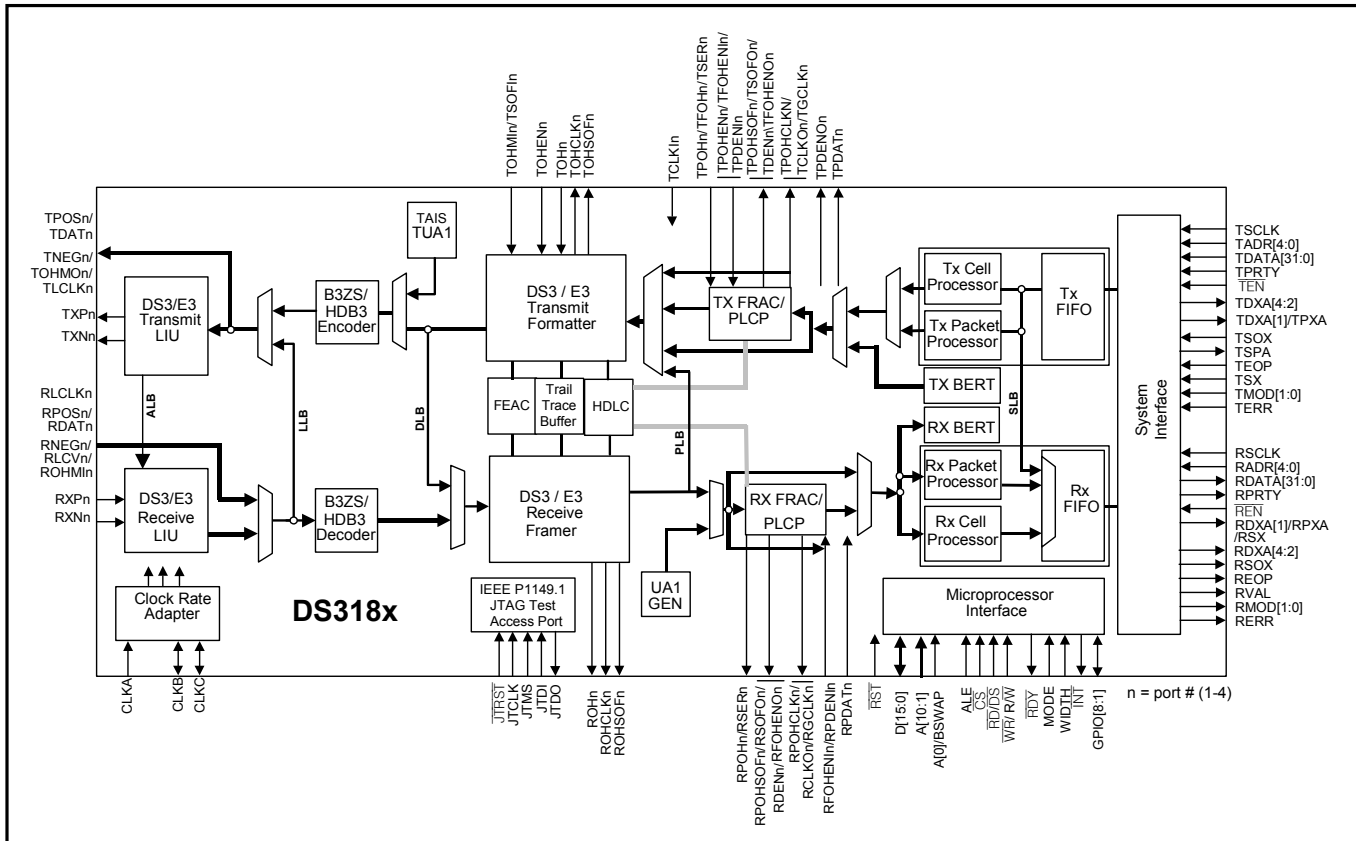 TOHMIn/TSOFIn
TOHENn
TOHn
TOHCLKn
TOHSOFn
TCLKIn
TPOHn/TFOHn/TSERn
TPOHENn/TFOHENIn/
TPDENIn
TPOHSOFn/TSOFOn/
TDENn\TFOHENOn
TPOHCLKN/
TCLKOn/TGCLKn
TPDENOn
TPDATn
TPOSn/
TDATn
TNEGn/
TOHMOn/
TLCLKn
TXPn
TXNn
RLCLKn
RPOSn/
RDATn
RNEGn/
RLCVn/
ROHMIn
RXPn
RXNn
DS3/E3
Transmit
LIU
ALB
DS3/E3
Receive
LIU
Clock Rate
Adapter
LLB
TAIS
TUA1
B3ZS/
HDB3
Encoder
B3ZS/
HDB3
Decoder
DLB
DS3 / E3
Transmit
Formatter
FEAC
Trail
Trace
Buffer
HDLC
DS3 / E3
Receive
Framer
IEEE P1149.1
JTAG Test
Access Port
DS318x
PLB
UA1
GEN
TX FRAC/
PLCP
RX FRAC/
PLCP
Tx Cell
Processor
Tx Packet
Processor
Tx
FIFO
TX BERT
RX BERT
SLB
Rx Packet
Processor
Rx Cell
Processor
Rx
FIFO
Microprocessor
Interface
System
Interface
TSCLK
TADR[4:0]
TDATA[31:0]
TPRTY
TEN
TDXA[4:2]
TDXA[1]/TPXA
TSOX
TSPA
TEOP
TSX
TMOD[1:0]
TERR
RSCLK
RADR[4:0]
RDATA[31:0]
RPRTY
REN
RDXA[1]/RPXA
/RSX
RDXA[4:2]
RSOX
REOP
RVAL
RMOD[1:0]
RERR
CLKA
CLKB
CLKC
JTRST
JTCLK
JTMS
JTDI
JTDO
ROHn
ROHCLKn
ROHSOFn
RPOHn/RSERn
RPOHSOFn/RSOFOn/
RDENn/RFOHENOn
RPOHCLKn/
RCLKOn/RGCLKn
RFOHENIn/RPDENIn
RPDATn
RST
D[15:0]
A[10:1]
A[0]/BSWAP
ALE
CS
RD/DS
WR/ R/W
RDY
MODE
WIDTH
INT
GPIO[8:1]
n = port # (1-4)